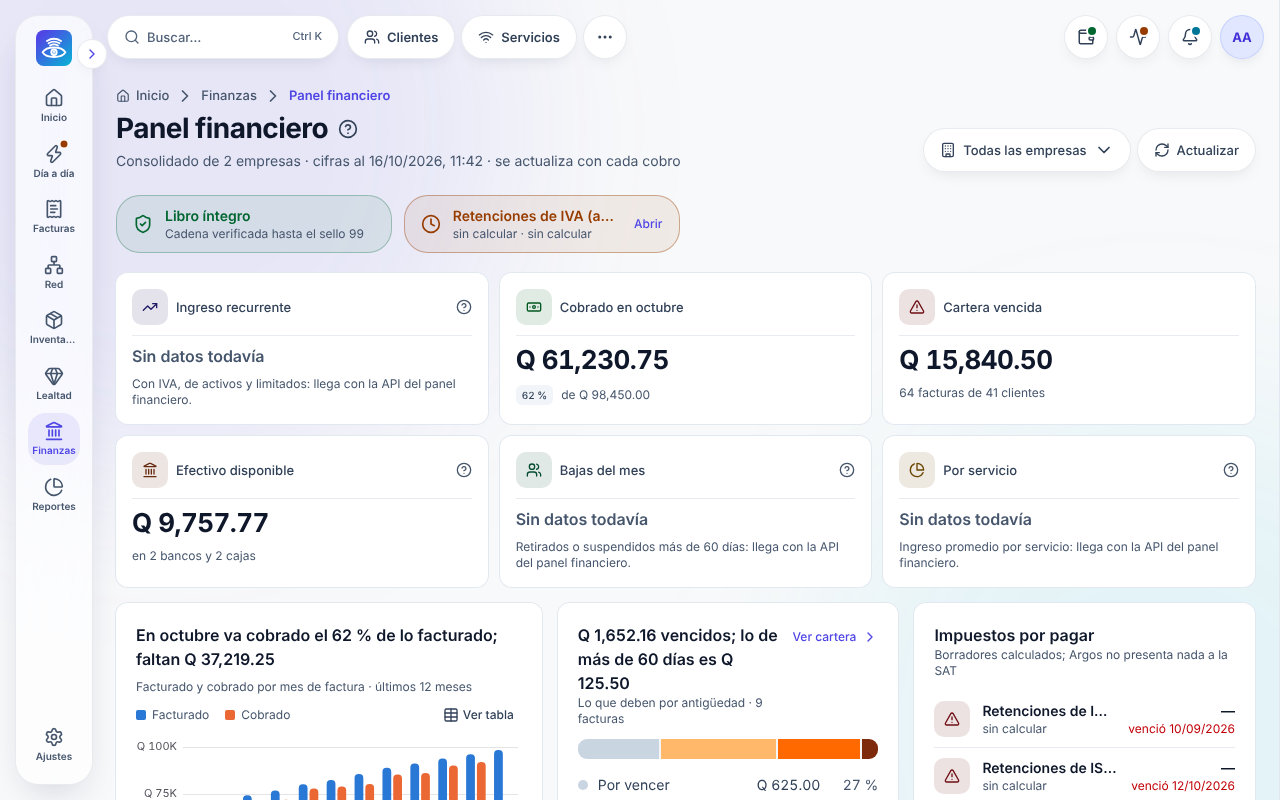 Buscar...
Ctrl K
Clientes
Servicios
AA
Inicio
Día a día
Facturas
Red
Inventa...
Lealtad
Finanzas
Reportes
Ajustes
Inicio
Finanzas
Panel financiero
Panel financiero
Consolidado de 2 empresas · cifras al 16/10/2026, 11:42 · se actualiza con cada cobro
Todas las empresas
Actualizar
Libro íntegro
Cadena verificada hasta el sello 99
Retenciones de IVA (a...
sin calcular · sin calcular
Abrir
Ingreso recurrente
Sin datos todavía
Con IVA, de activos y limitados: llega con la API del panel
financiero.
Cobrado en octubre
Q 61,230.75
62 % de Q 98,450.00
Cartera vencida
Q 15,840.50
64 facturas de 41 clientes
Efectivo disponible
Q 9,757.77
en 2 bancos y 2 cajas
Bajas del mes
Sin datos todavía
Retirados o suspendidos más de 60 días: llega con la API
del panel financiero.
Por servicio
Sin datos todavía
Ingreso promedio por servicio: llega con la API del panel
financiero.
En octubre va cobrado el 62 % de lo facturado;
faltan Q 37,219.25
Facturado y cobrado por mes de factura · últimos 12 meses
Facturado
Cobrado
Ver tabla
Q 100K
Q 75K
Q 1,652.16 vencidos; lo de
más de 60 días es Q
125.50
Ver cartera
Lo que deben por antigüedad · 9
facturas
Por vencer
Q 625.00
27 %
Impuestos por pagar
Borradores calculados; Argos no presenta nada a la
SAT
Retenciones de I...
—
sin calcular
venció 10/09/2026
Retenciones de IS...
—
sin calcular
venció 12/10/2026